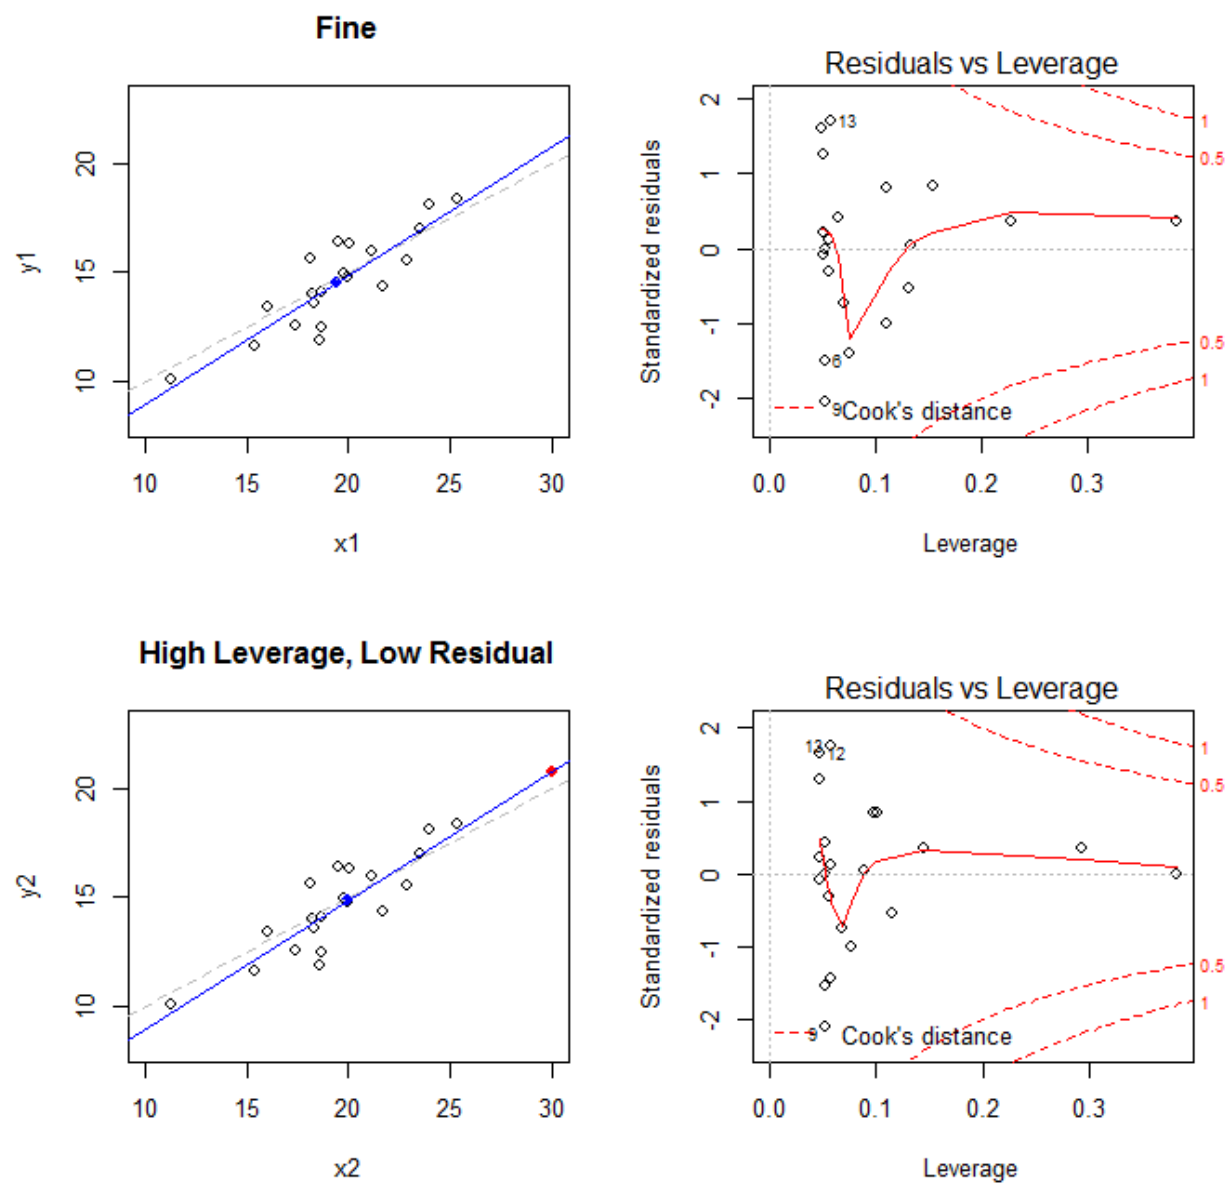 Fine
y1
20
15
10
10 15 20 25 30
x1
Residuals vs Leverage
Standardized residuals
2
1
0
-1
-2
13
6
9
Cook's distance
1
0.5
0.5
1
0.0 0.1 0.2 0.3
Leverage
High Leverage, Low Residual
y2
20
15
10
10 15 20 25 30
x2
Residuals vs Leverage
Standardized residuals
2
1
0
-1
-2
12
9
Cook's distance
1
0.5
0.5
1
0.0 0.1 0.2 0.3
Leverage